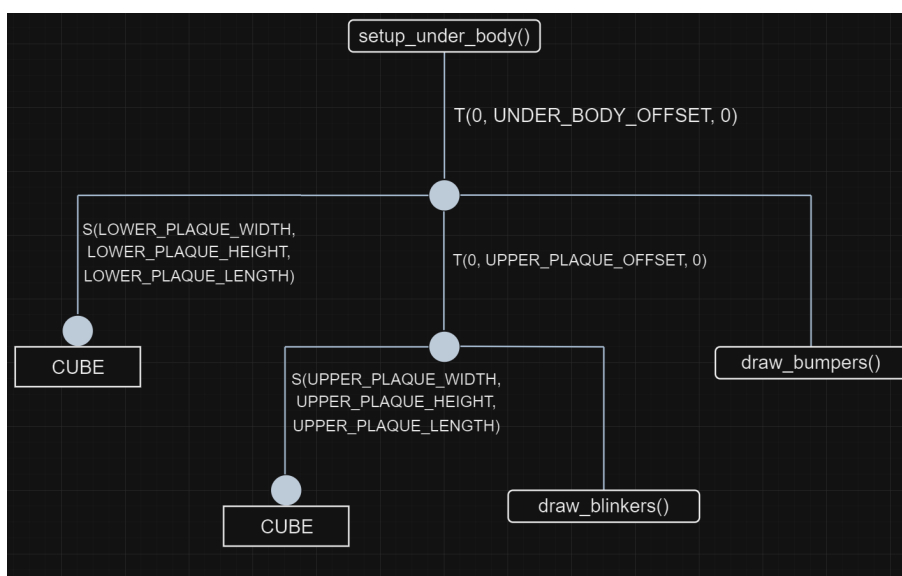 setup_under_body()
T(0, UNDER_BODY_OFFSET, 0)
S(LOWER_PLAQUE_WIDTH,
LOWER_PLAQUE_HEIGHT,
LOWER_PLAQUE_LENGTH)
T(0, UPPER_PLAQUE_OFFSET, 0)
CUBE
draw_bumpers()
S(UPPER_PLAQUE_WIDTH,
UPPER_PLAQUE_HEIGHT,
UPPER_PLAQUE_LENGTH)
CUBE
draw_blinkers()